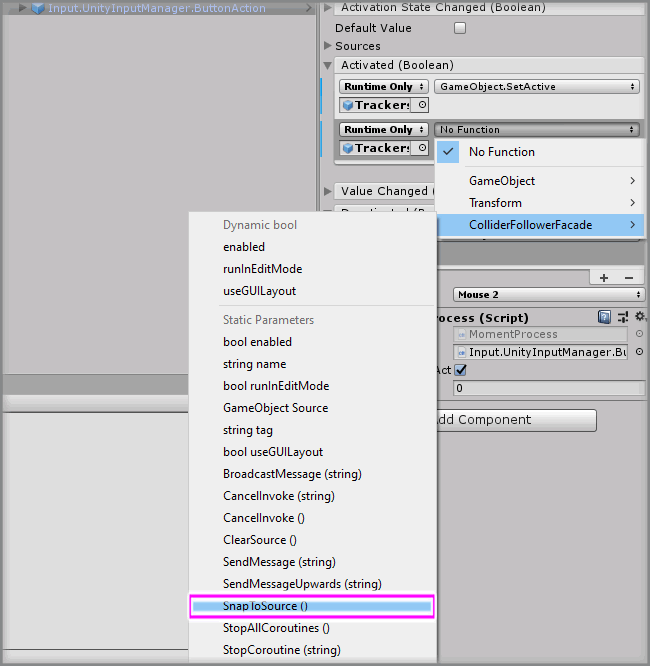 Input.UnityInputManager.ButtonAction
Activation State Changed (Boolean)
Default Value
Sources
Activated (Boolean)
Runtime Only
GameObject.SetActive
Trackers
Runtime Only
No Function
Trackers
No Function
GameObject
Transform
ColliderFollowerFacade
Value Changed (
Dynamic bool
enabled
runInEditMode
useGUILayout
Static Parameters
bool enabled
string name
bool runInEditMode
GameObject Source
string tag
bool useGUILayout
BroadcastMessage (string)
CancelInvoke (string)
CancelInvoke ()
ClearSource ()
SendMessage (string)
SendMessageUpwards (string)
SnapToSource ()
StopAllCoroutines ()
StopCoroutine (string)
Mouse 2
ocess (Script)
MomentProcess
Input.UnityInputManager.Bu
Act
0
dd Component